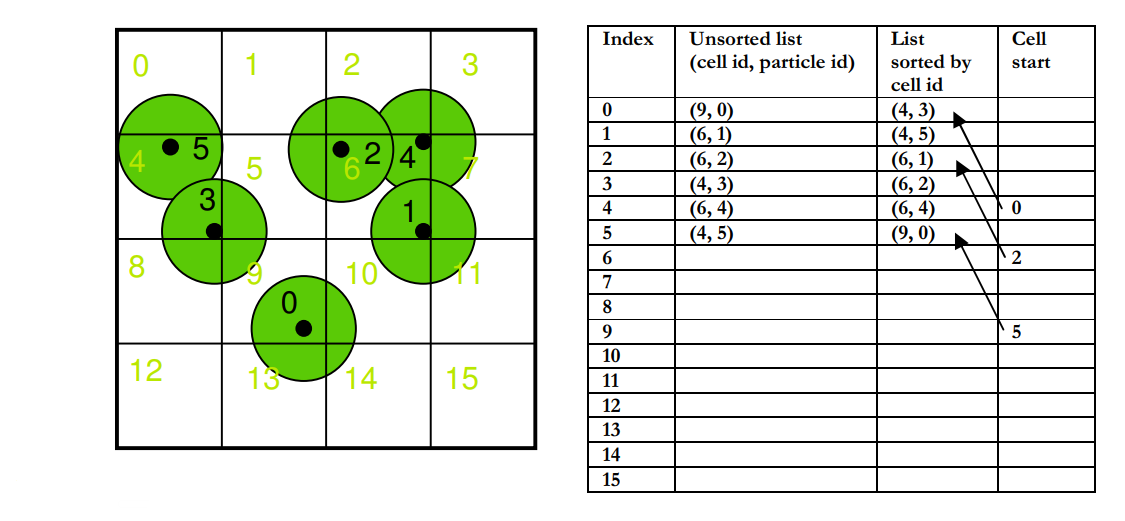 0 1 2 3
5 2 4
4 5 6 7
3 1
8 9 10 11
0
12 13 14 15
Index Unsorted list List Cell
(cell id, particle id) sorted by start
cell id
0 (9, 0) (4, 3)
1 (6, 1) (4, 5)
2 (6, 2) (6, 1)
3 (4, 3) (6, 2)
4 (6, 4) (6, 4) 0
5 (4, 5) (9, 0)
6 2
7
8
9 5
10
11
12
13
14
15